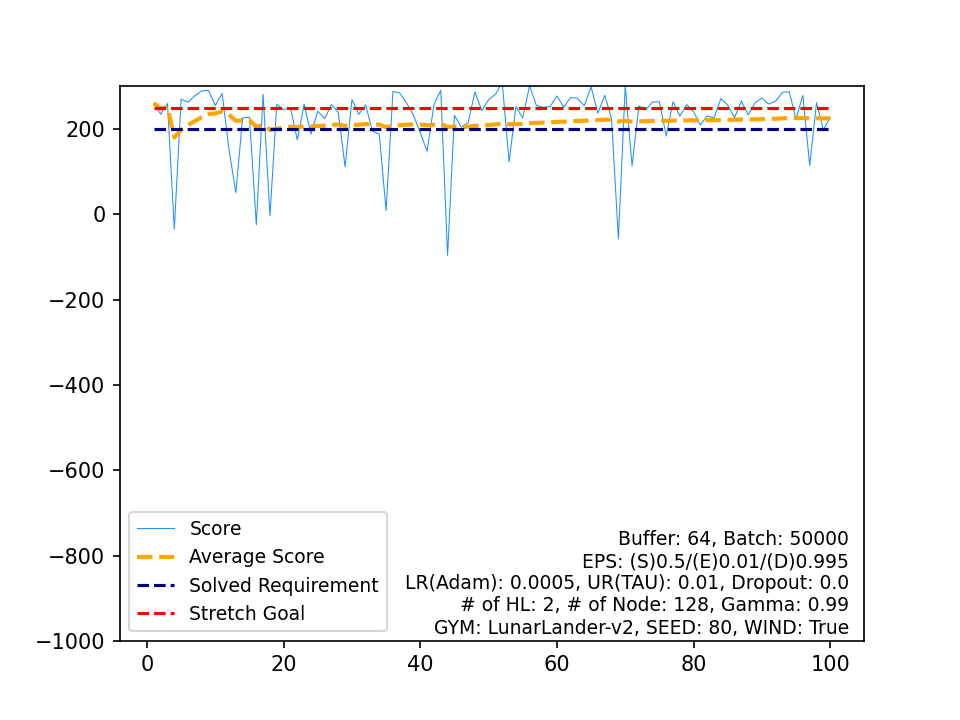 200
0
−200
−400
−600
−800
−1000
0
20
40
60
80
100
Score
Average Score
Solved Requirement
Stretch Goal
Buffer: 64, Batch: 50000
EPS: (S)0.5/(E)0.01/(D)0.995
LR(Adam): 0.0005, UR(TAU): 0.01, Dropout: 0.0
# of HL: 2, # of Node: 128, Gamma: 0.99
GYM: LunarLander-v2, SEED: 80, WIND: True